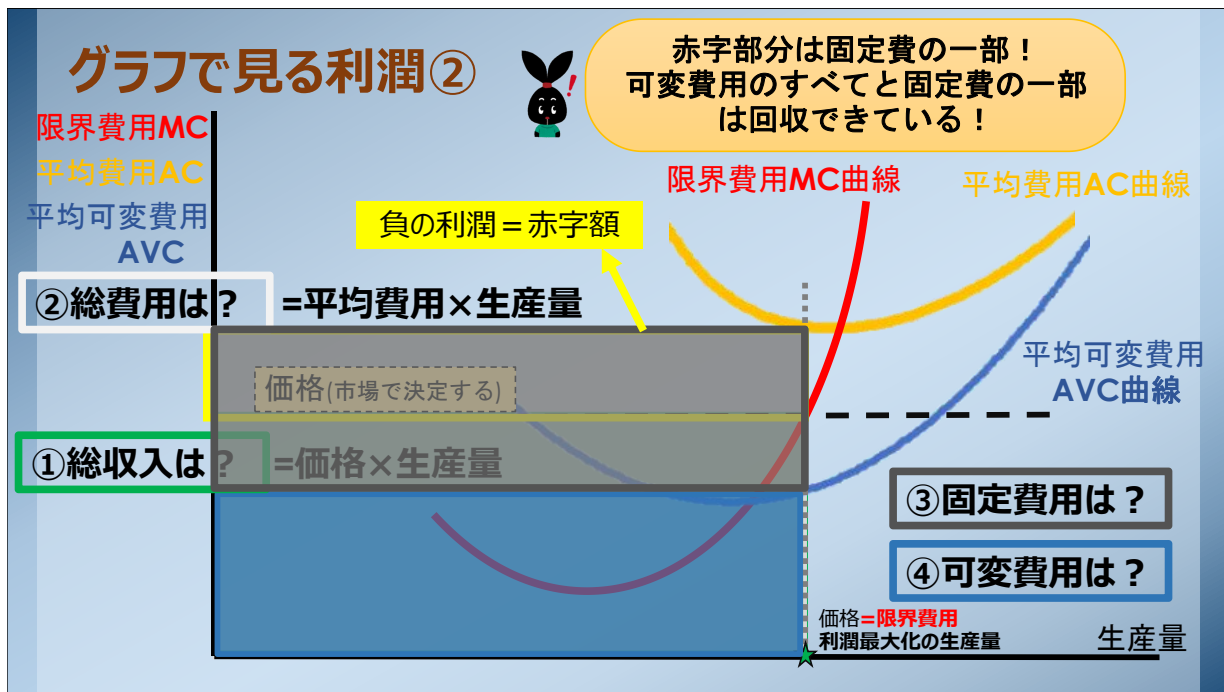 グラフで見る利潤②
赤字部分は固定費の一部！
可変費用のすべてと固定費の一部
は回収できている！
限界費用MC
平均費用AC
平均可変費用
AVC
限界費用MC曲線
平均費用AC曲線
負の利潤＝赤字額
②総費用は？ =平均費用×生産量
価格(市場で決定する)
平均可変費用
AVC曲線
①総収入は？ =価格×生産量
③固定費用は？
④可変費用は？
価格=限界費用
利潤最大化の生産量
生産量